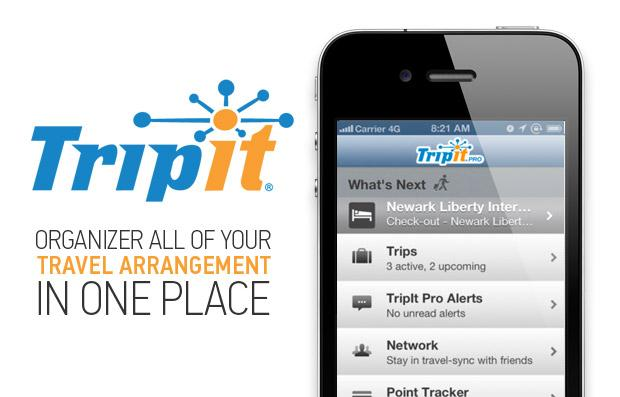 TripIt®
ORGANIZER ALL OF YOUR
TRAVEL ARRANGEMENT
IN ONE PLACE
Carrier 4G 8:21 AM
TripIt PRO
What's Next
Newark Liberty Inter...
Check-out - Newark Libert...
Trips
3 active, 2 upcoming
TripIt Pro Alerts
No unread alerts
Network
Stay in travel-sync with friends
Point Tracker